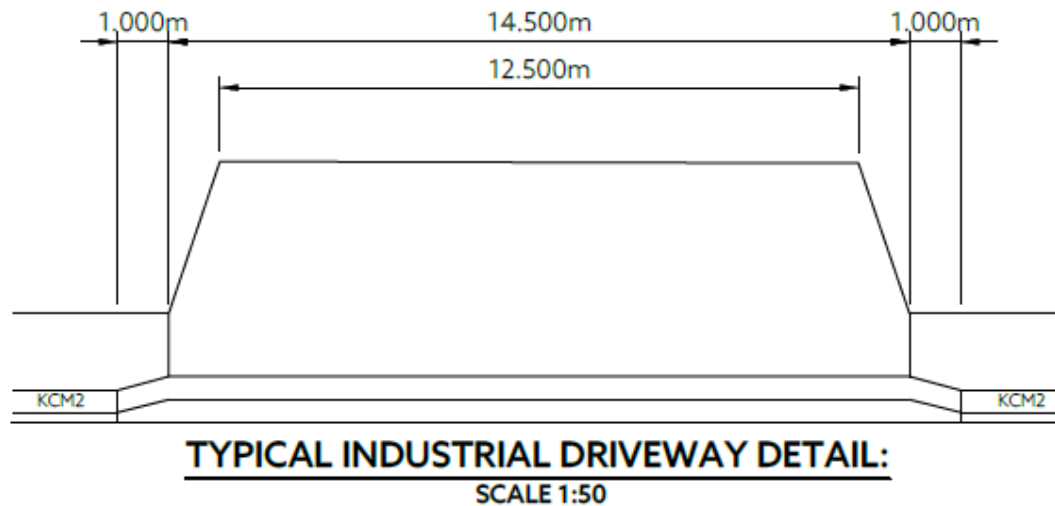 1.000m 14.500m 1.000m
12.500m
KCM2 KCM2
TYPICAL INDUSTRIAL DRIVEWAY DETAIL:
SCALE 1:50